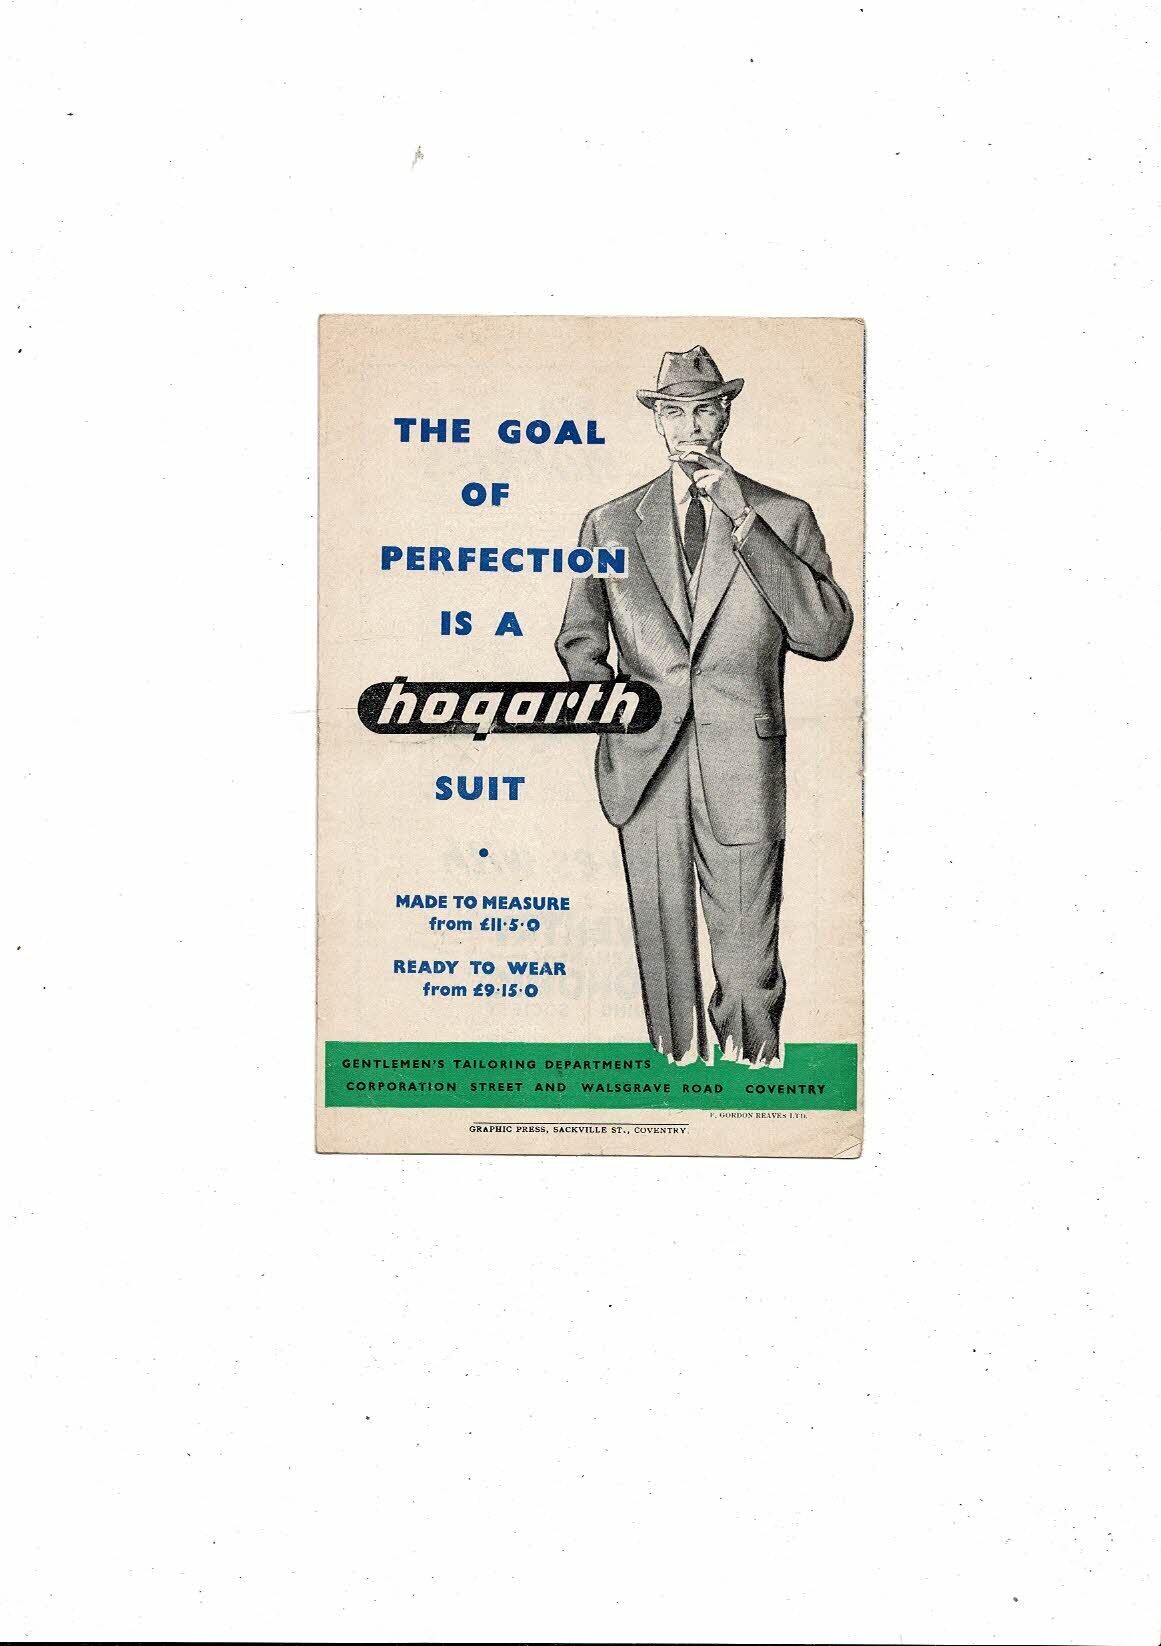 THE GOAL
OF
PERFECTION
IS A
hogarth
SUIT
•
MADE TO MEASURE
from £11·5·0
READY TO WEAR
from £9·15·0
GENTLEMEN'S TAILORING DEPARTMENTS
CORPORATION STREET AND WALSGRAVE ROAD COVENTRY
F. GORDON REAVES LTD.
GRAPHIC PRESS, SACKVILLE ST., COVENTRY.